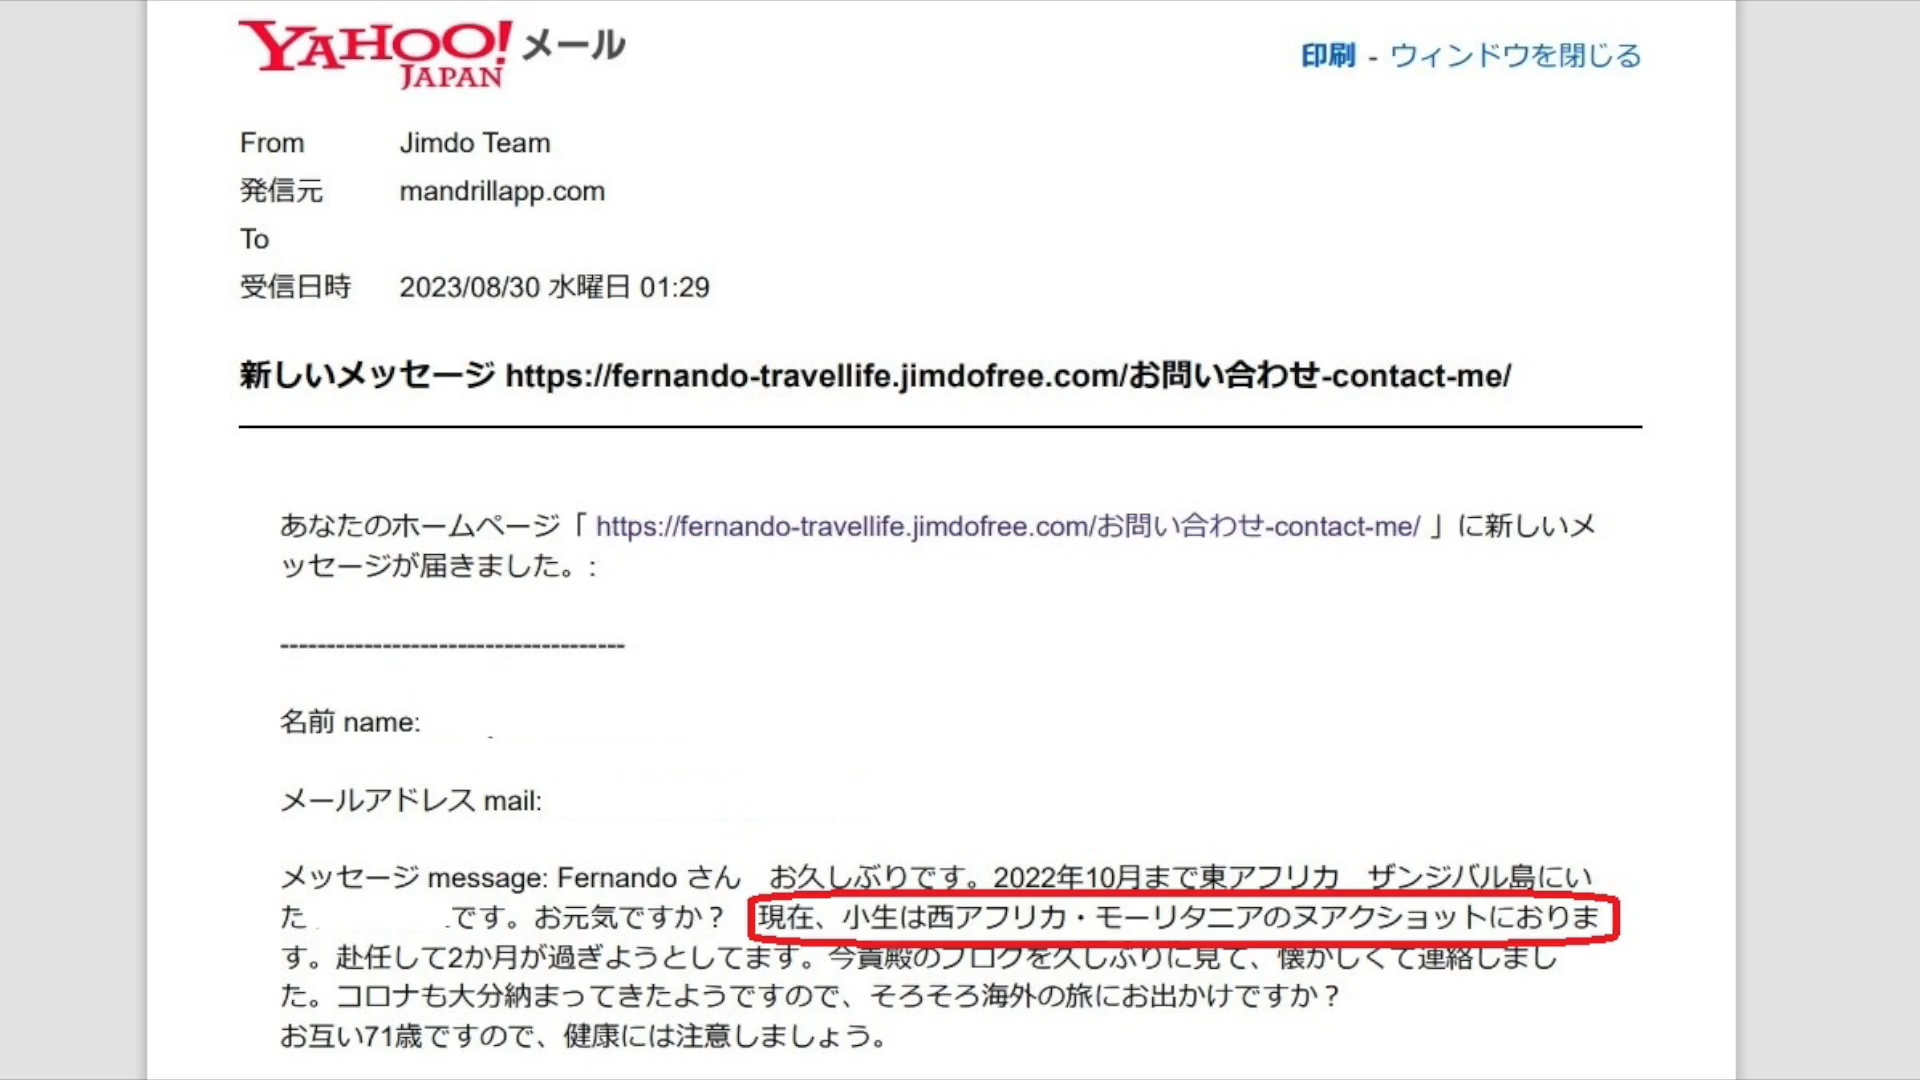 YAHOO! JAPAN メール
印刷 - ウィンドウを閉じる
From Jimdo Team
発信元 mandrillapp.com
To
受信日時 2023/08/30 水曜日 01:29
新しいメッセージ https://fernando-travellife.jimdofree.com/お問い合わせ-contact-me/
あなたのホームページ「 https://fernando-travellife.jimdofree.com/お問い合わせ-contact-me/ 」に新しいメ
ッセージが届きました。:
-------------------------------------
名前 name:
メールアドレス mail:
メッセージ message: Fernando さん　お久しぶりです。2022年10月まで東アフリカ　ザンジバル島にい
た です。お元気ですか？ 現在、小生は西アフリカ・モーリタニアのヌアクショットにおりま
す。赴任して2か月が過ぎようとしてます。今貴殿のブログを久しぶりに見て、懐かしくて連絡しまし
た。コロナも大分納まってきたようですので、そろそろ海外の旅にお出かけですか？
お互い71歳ですので、健康には注意しましょう。